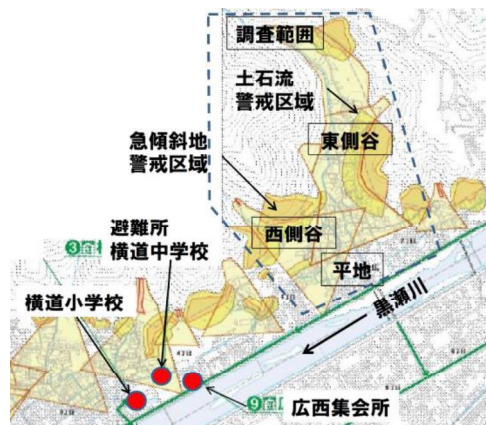 調査範囲
土石流
警戒区域
東側谷
急傾斜地
警戒区域
西側谷
避難所
横道中学校
平地
横道小学校
黒瀬川
広西集会所
3
9